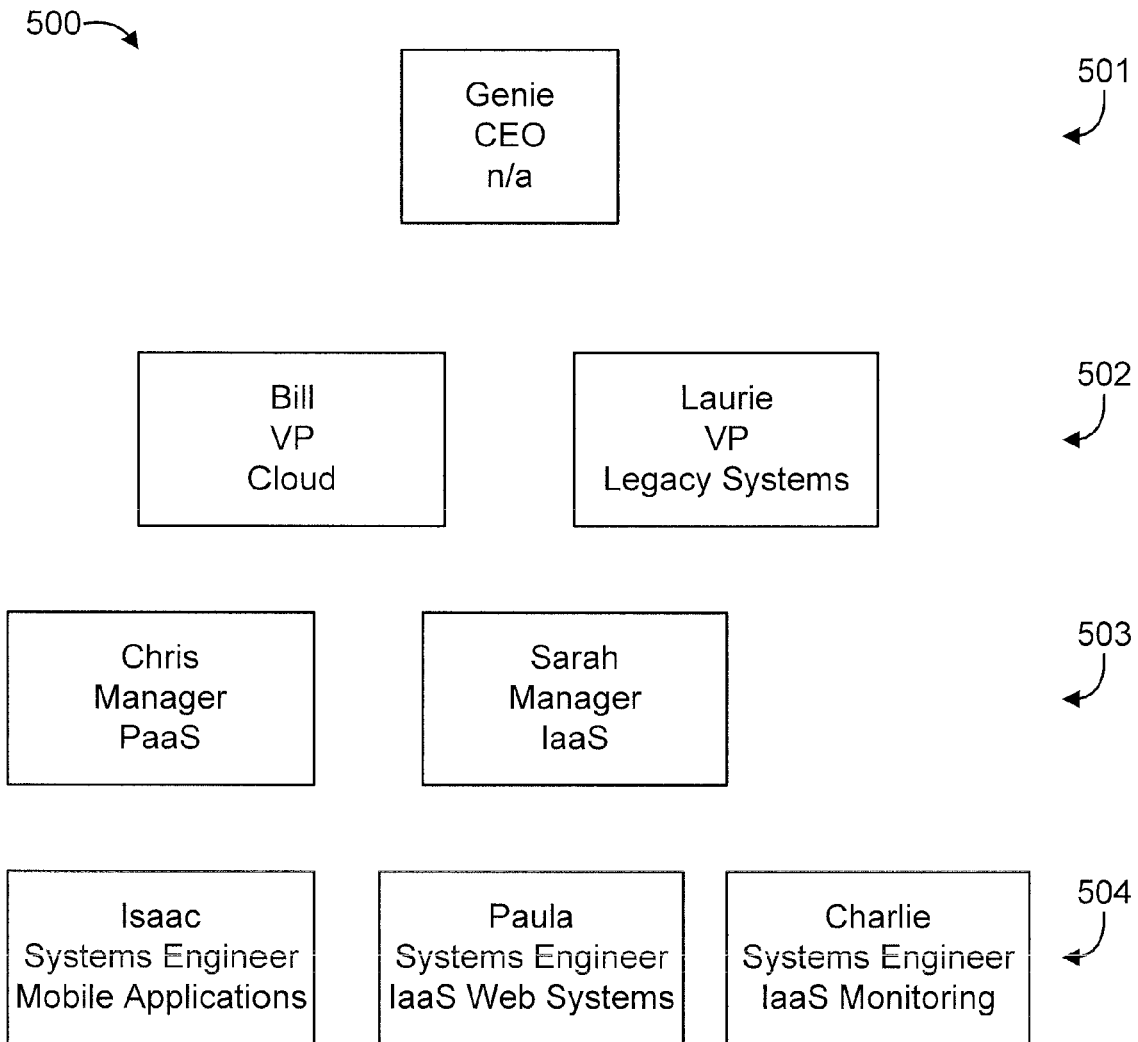 500
501
Genie
CEO
n/a
502
Bill
VP
Cloud
Laurie
VP
Legacy Systems
503
Chris
Manager
PaaS
Sarah
Manager
IaaS
504
Isaac
Systems Engineer
Mobile Applications
Paula
Systems Engineer
IaaS Web Systems
Charlie
Systems Engineer
IaaS Monitoring